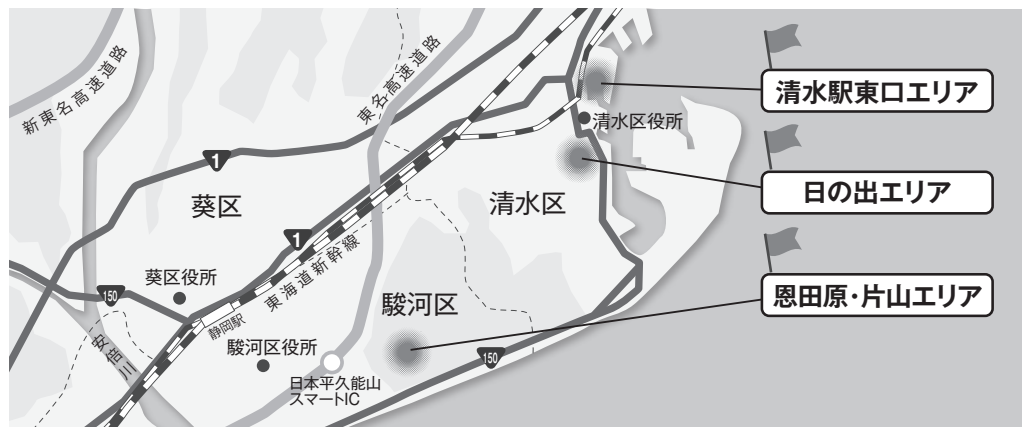 新東名高速道路
東名高速道路
清水駅東口エリア
清水区役所
1
日の出エリア
葵区
清水区
1
東海道新幹線
葵区役所
150
駿河区
恩田原・片山エリア
静岡駅
安倍川
駿河区役所
150
日本平久能山
スマートIC